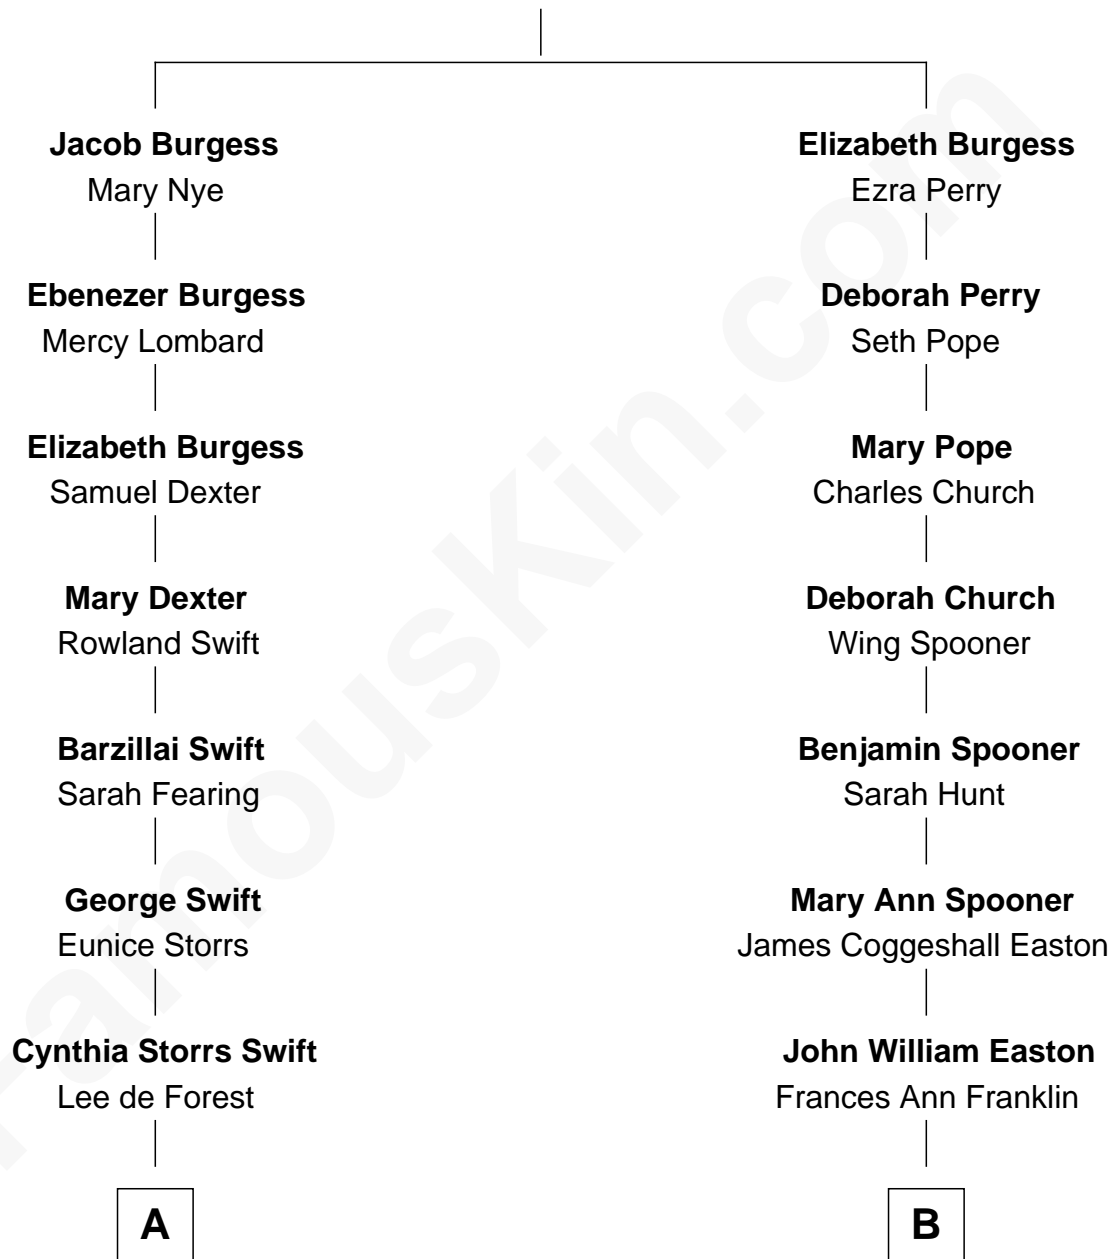 Jacob Burgess
Mary Nye
Elizabeth Burgess
Ezra Perry
Ebenezer Burgess
Mercy Lombard
Deborah Perry
Seth Pope
Elizabeth Burgess
Samuel Dexter
Mary Pope
Charles Church
Mary Dexter
Rowland Swift
Deborah Church
Wing Spooner
Barzillai Swift
Sarah Fearing
Benjamin Spooner
Sarah Hunt
George Swift
Eunice Storrs
Mary Ann Spooner
James Coggeshall Easton
Cynthia Storrs Swift
Lee de Forest
John William Easton
Frances Ann Franklin
A
B
FamousKin.com